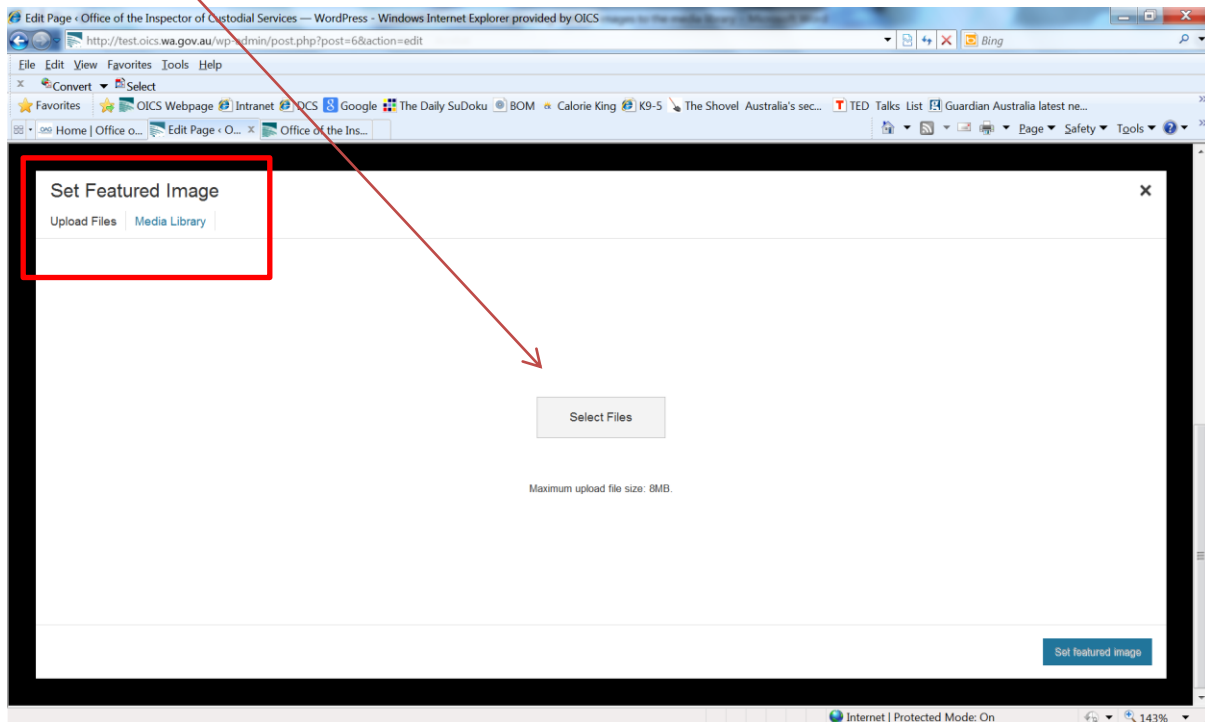 Edit Page ‹ Office of the Inspector of Custodial Services — WordPress - Windows Internet Explorer provided by OICS
http://test.oics.wa.gov.au/wp-admin/post.php?post=6&action=edit
Bing
File Edit View Favorites Tools Help
x Convert Select
Favorites OICS Webpage Intranet DCS Google The Daily SuDoku BOM Calorie King K9-5 The Shovel Australia's sec... TED Talks List Guardian Australia latest ne...
Home | Office o... Edit Page ‹ O... x Office of the Ins... Page Safety Tools
Set Featured Image
Upload Files Media Library
Select Files
Maximum upload file size: 8MB.
Set featured image
Internet | Protected Mode: On 143%